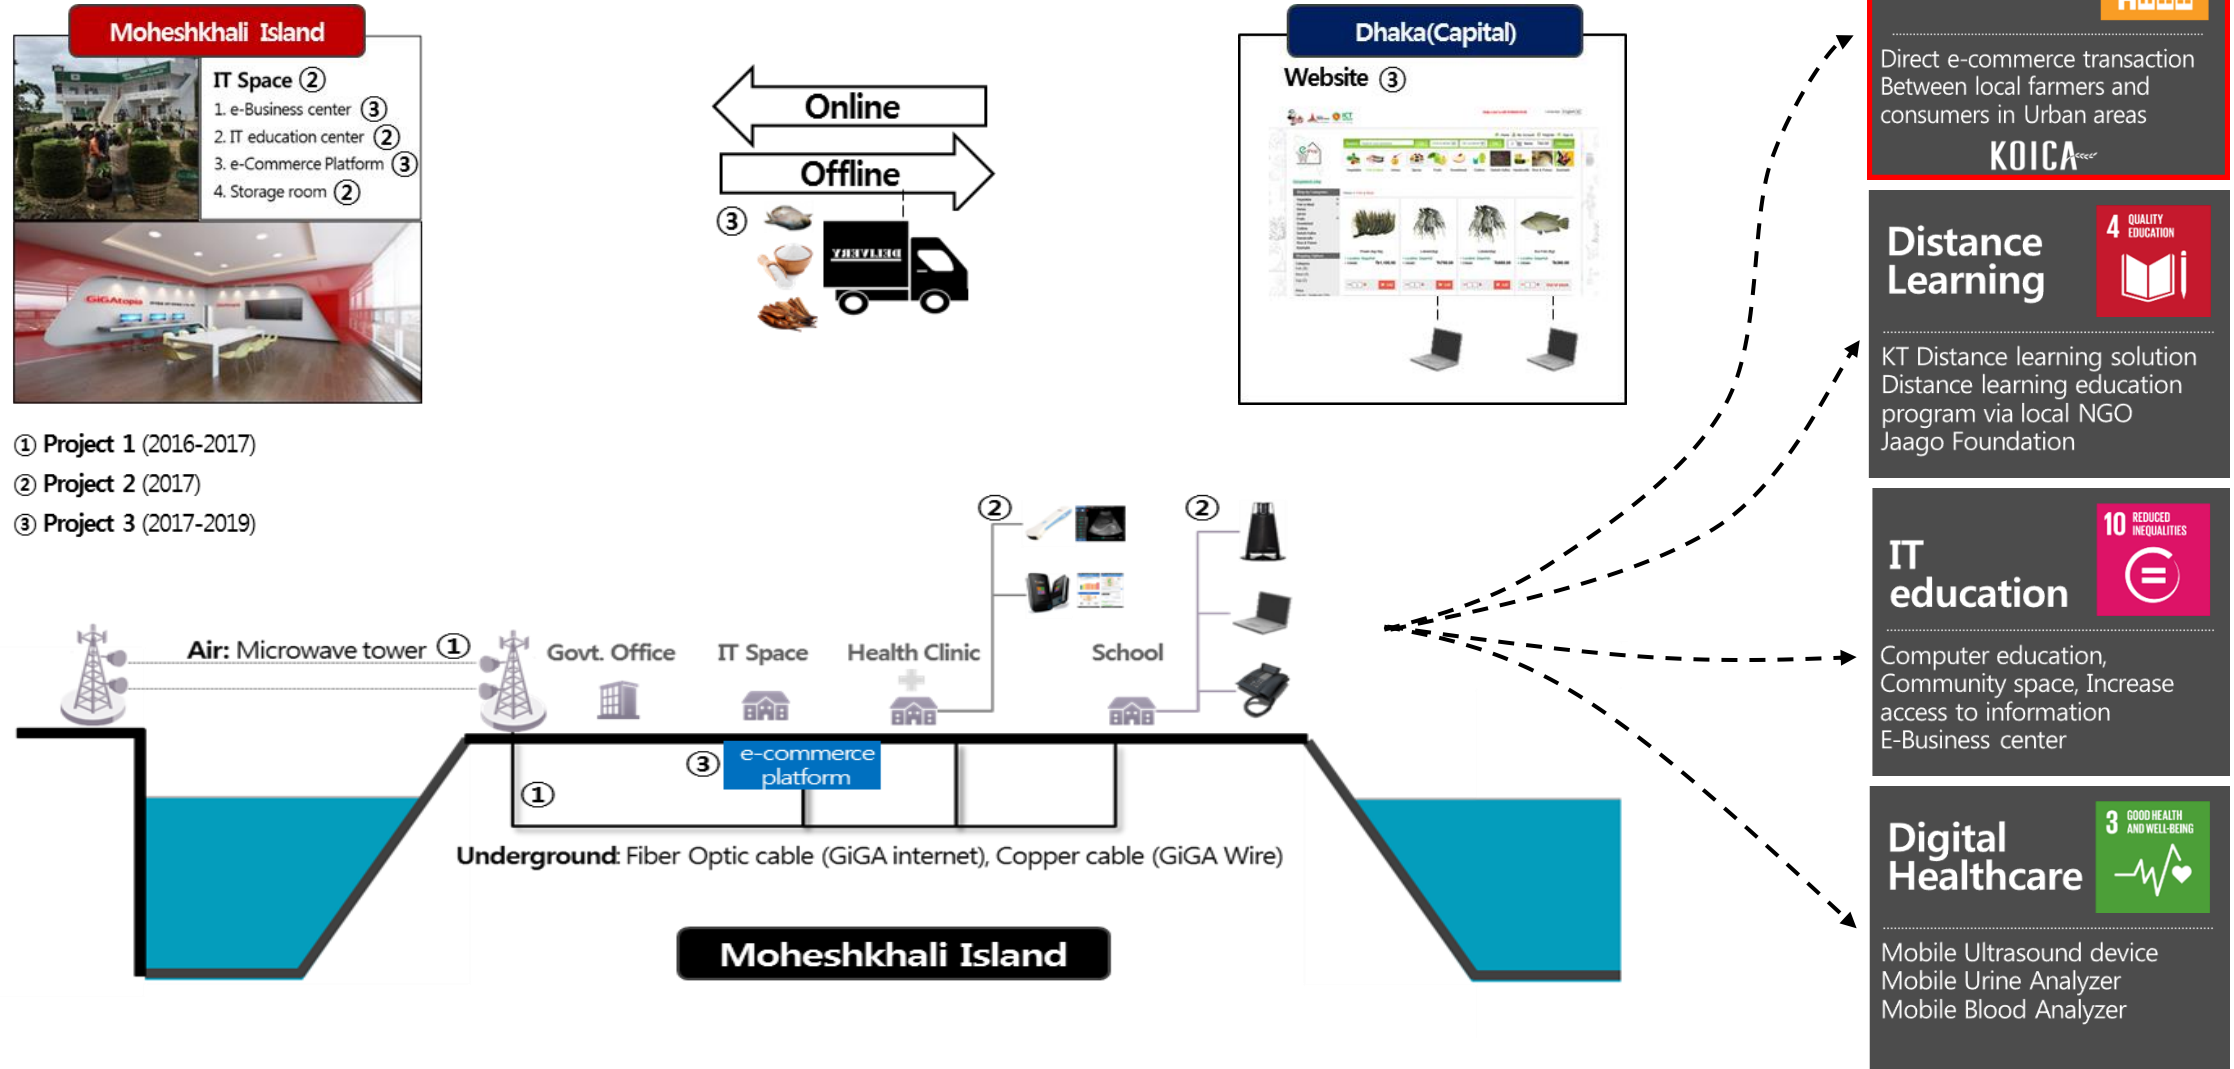 Moheshkhali Island
IT Space ②
1. e-Business center ③
2. IT education center ②
3. e-Commerce Platform ③
4. Storage room ②
GiGAtopia
① Project 1 (2016-2017)
② Project 2 (2017)
③ Project 3 (2017-2019)
Online
Offline
③
DELIVERY
Dhaka(Capital)
Website ③
Direct e-commerce transaction
Between local farmers and
consumers in Urban areas
KOICA
Distance
Learning
4 QUALITY
EDUCATION
KT Distance learning solution
Distance learning education
program via local NGO
Jaago Foundation
IT
education
10 REDUCED
INEQUALITIES
Computer education,
Community space, Increase
access to information
E-Business center
Digital
Healthcare
3 GOOD HEALTH
AND WELL-BEING
Mobile Ultrasound device
Mobile Urine Analyzer
Mobile Blood Analyzer
②
②
Air: Microwave tower ①
Govt. Office
IT Space
Health Clinic
School
③
e-commerce
platform
①
Underground: Fiber Optic cable (GiGA internet), Copper cable (GiGA Wire)
Moheshkhali Island